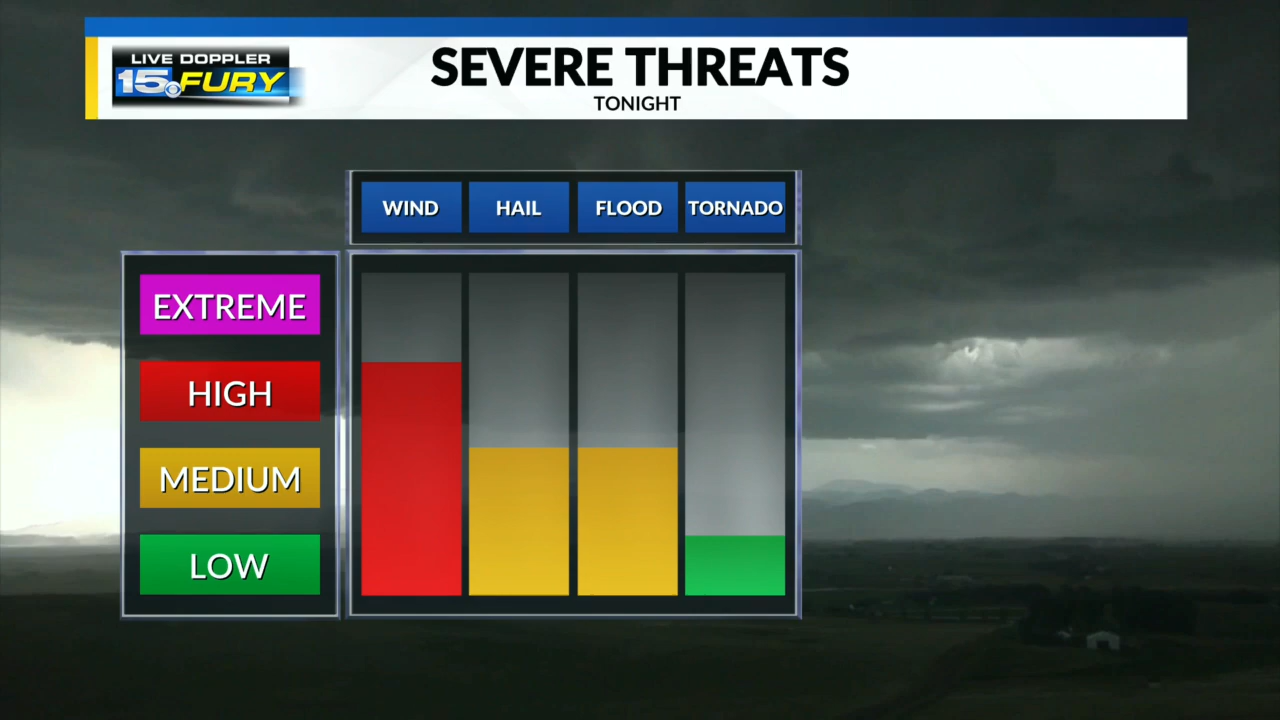 LIVE DOPPLER
15 FURY
SEVERE THREATS
TONIGHT
WIND HAIL FLOOD TORNADO
EXTREME
HIGH
MEDIUM
LOW